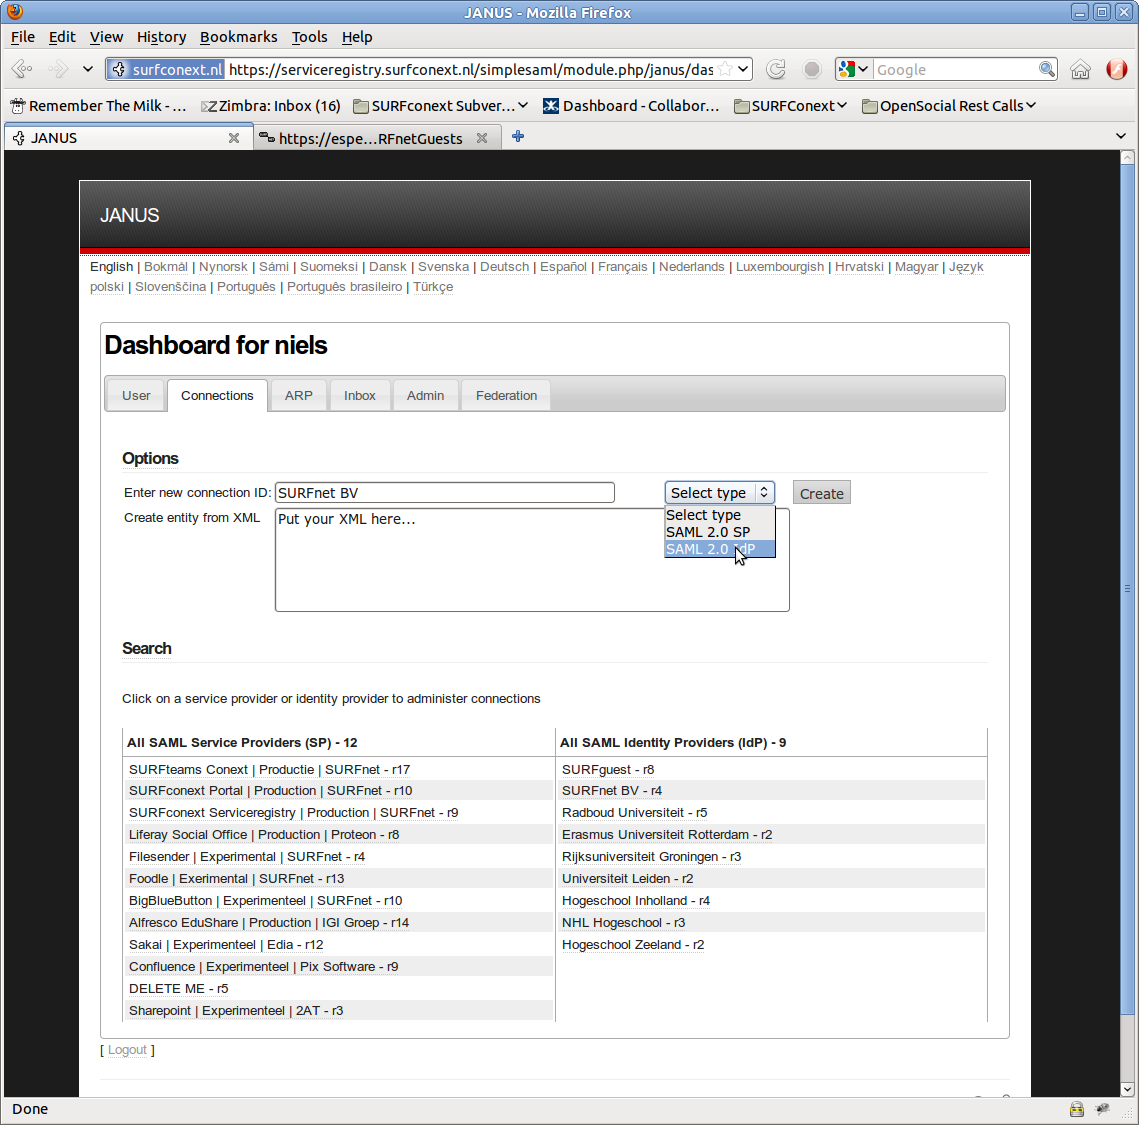 JANUS - Mozilla Firefox
File Edit View History Bookmarks Tools Help
surfconext.nl https://serviceregistry.surfconext.nl/simplesaml/module.php/janus/das Google
Remember The Milk - ... Zimbra: Inbox (16) SURFconext Subver... Dashboard - Collabor... SURFConext OpenSocial Rest Calls
JANUS https://espe...RFnetGuests
JANUS
English | Bokmål | Nynorsk | Sámi | Suomeksi | Dansk | Svenska | Deutsch | Español | Français | Nederlands | Luxembourgish | Hrvatski | Magyar | Język
polski | Slovenščina | Português | Português brasileiro | Türkçe
Dashboard for niels
User Connections ARP Inbox Admin Federation
Options
Enter new connection ID: SURFnet BV Select type Create
Create entity from XML Put your XML here...
Select type
SAML 2.0 SP
SAML 2.0 IdP
Search
Click on a service provider or identity provider to administer connections
All SAML Service Providers (SP) - 12 All SAML Identity Providers (IdP) - 9
SURFteams Conext | Productie | SURFnet - r17 SURFguest - r8
SURFconext Portal | Production | SURFnet - r10 SURFnet BV - r4
SURFconext Serviceregistry | Production | SURFnet - r9 Radboud Universiteit - r5
Liferay Social Office | Production | Proteon - r8 Erasmus Universiteit Rotterdam - r2
Filesender | Experimental | SURFnet - r4 Rijksuniversiteit Groningen - r3
Foodle | Exerimental | SURFnet - r13 Universiteit Leiden - r2
BigBlueButton | Experimenteel | SURFnet - r10 Hogeschool Inholland - r4
Alfresco EduShare | Production | IGI Groep - r14 NHL Hogeschool - r3
Sakai | Experimenteel | Edia - r12 Hogeschool Zeeland - r2
Confluence | Experimenteel | Pix Software - r9
DELETE ME - r5
Sharepoint | Experimenteel | 2AT - r3
[ Logout ]
Done